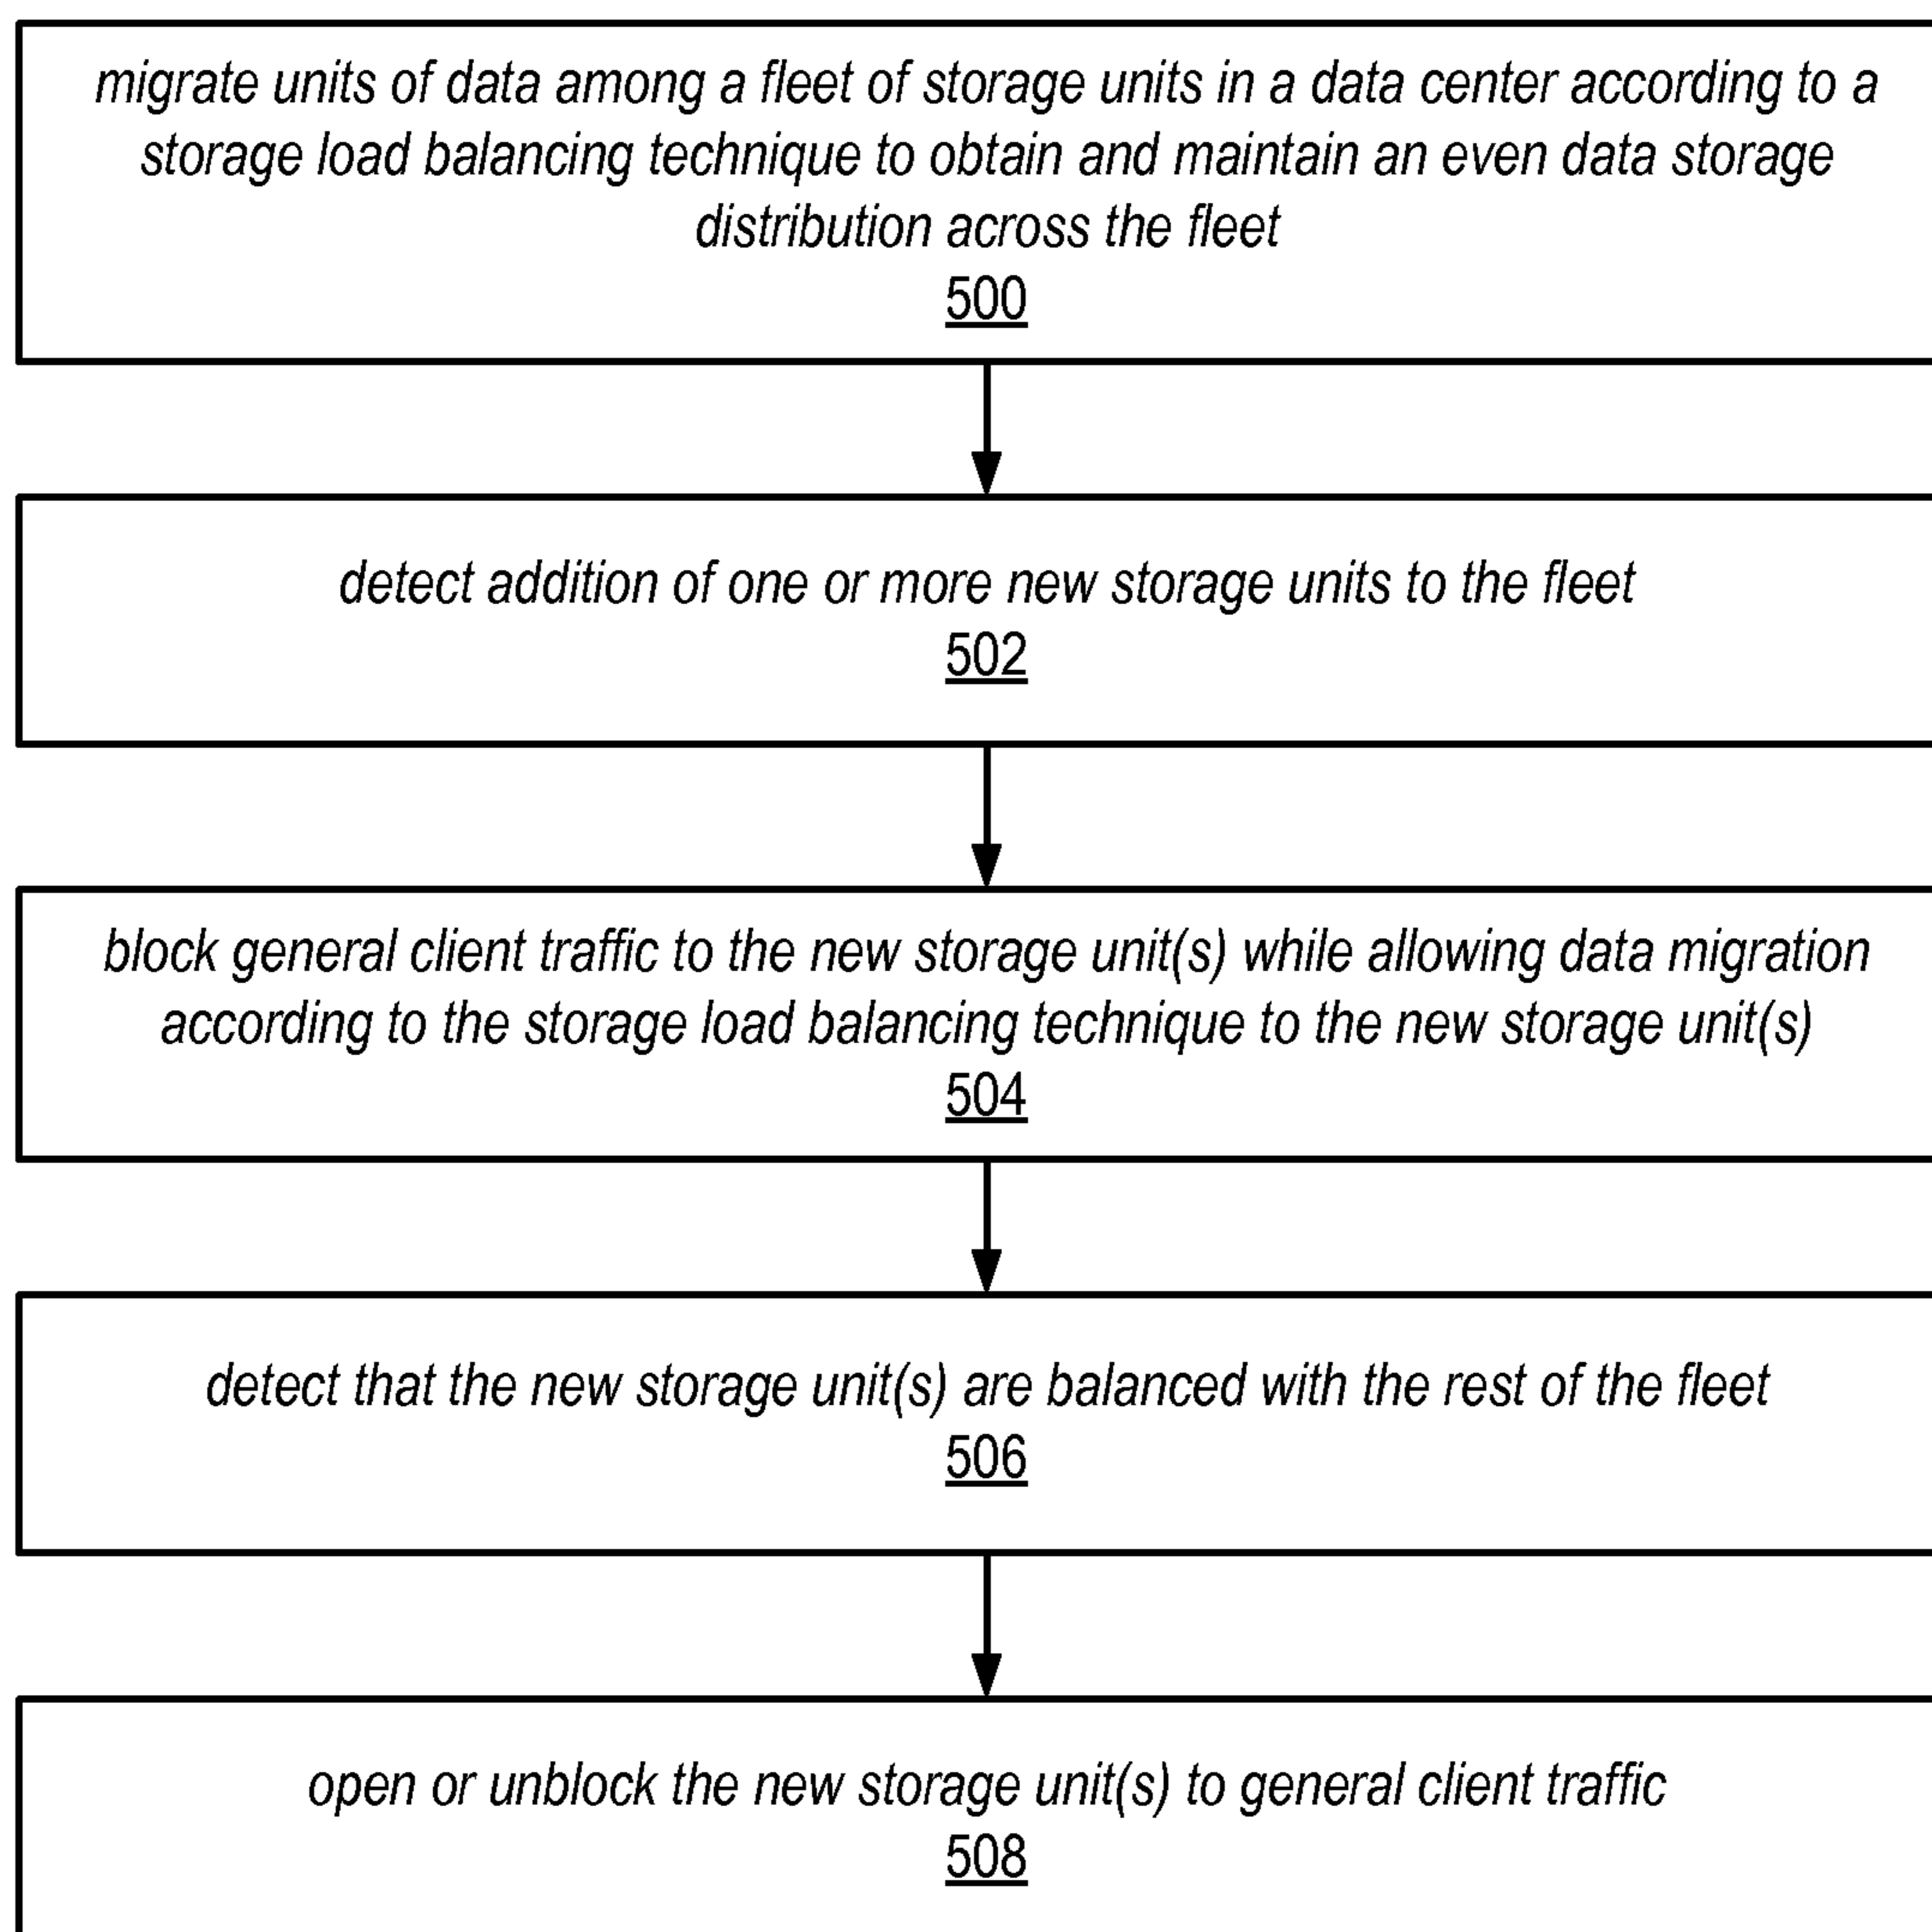 migrate units of data among a fleet of storage units in a data center according to a
storage load balancing technique to obtain and maintain an even data storage
distribution across the fleet
500
detect addition of one or more new storage units to the fleet
502
block general client traffic to the new storage unit(s) while allowing data migration
according to the storage load balancing technique to the new storage unit(s)
504
detect that the new storage unit(s) are balanced with the rest of the fleet
506
open or unblock the new storage unit(s) to general client traffic
508